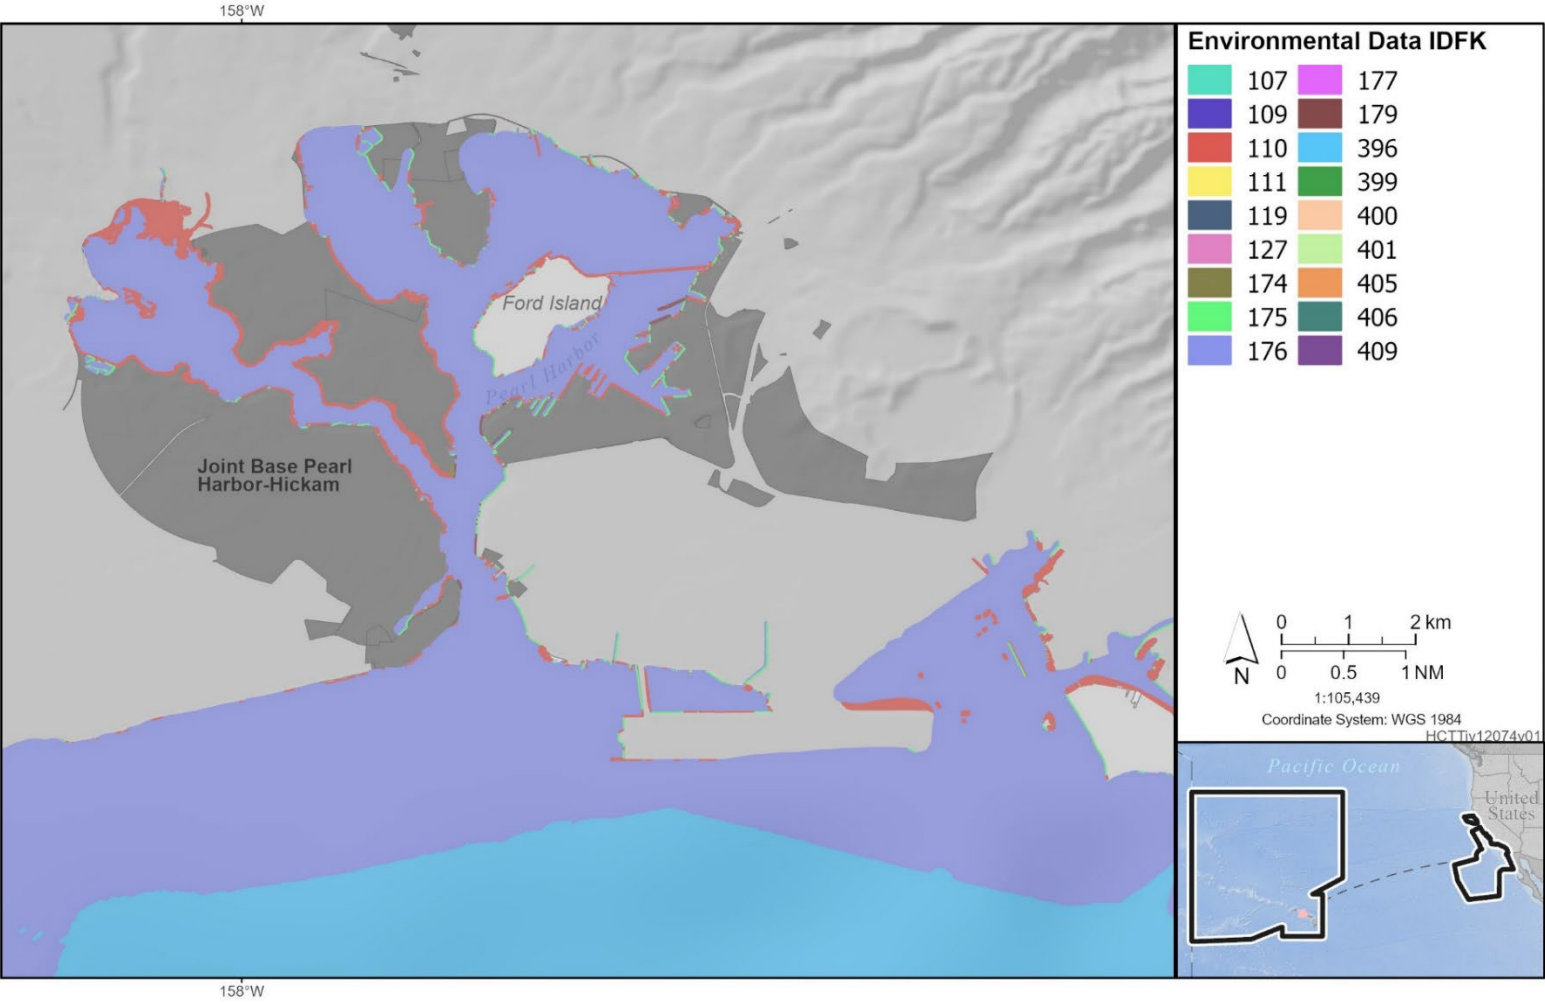 158°W
Environmental Data IDFK
107 177
109 179
110 396
111 399
119 400
127 401
174 405
175 406
176 409
Ford Island
Pearl Harbor
Joint Base Pearl
Harbor-Hickam
0 1 2 km
N 0 0.5 1 NM
1:105,439
Coordinate System: WGS 1984
HCTTiv12074v01
Pacific Ocean
United
States
158°W